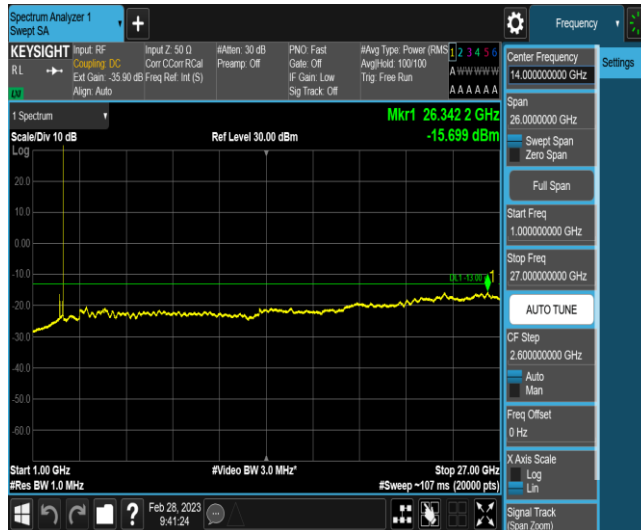 Spectrum Analyzer 1
Swept SA
Frequency
KEYSIGHT Input: RF Input Z: 50 Ω #Atten: 30 dB PNO: Fast #Avg Type: Power (RMS 1 2 3 4 5 6
RL Coupling: DC Corr CCorr RCal Preamp: Off Gate: Off Avg|Hold: 100/100 A W W W W W
Ext Gain: -35.90 dB Freq Ref: Int (S) IF Gain: Low Trig: Free Run
Align: Auto Sig Track: Off A A A A A A
LXI
1 Spectrum
Mkr1 26.342 2 GHz
Scale/Div 10 dB Ref Level 30.00 dBm -15.699 dBm
Log
20.0
10.0
0.00
-10.0
DL1 -13.00
1
-20.0
-30.0
-40.0
-50.0
-60.0
Start 1.00 GHz #Video BW 3.0 MHz* Stop 27.00 GHz
#Res BW 1.0 MHz #Sweep ~107 ms (20000 pts)
? Feb 28, 2023
9:41:24
Center Frequency
14.000000000 GHz
Settings
Span
26.0000000 GHz
Swept Span
Zero Span
Full Span
Start Freq
1.000000000 GHz
Stop Freq
27.000000000 GHz
AUTO TUNE
CF Step
2.600000000 GHz
Auto
Man
Freq Offset
0 Hz
X Axis Scale
Log
Lin
Signal Track
(Span Zoom)